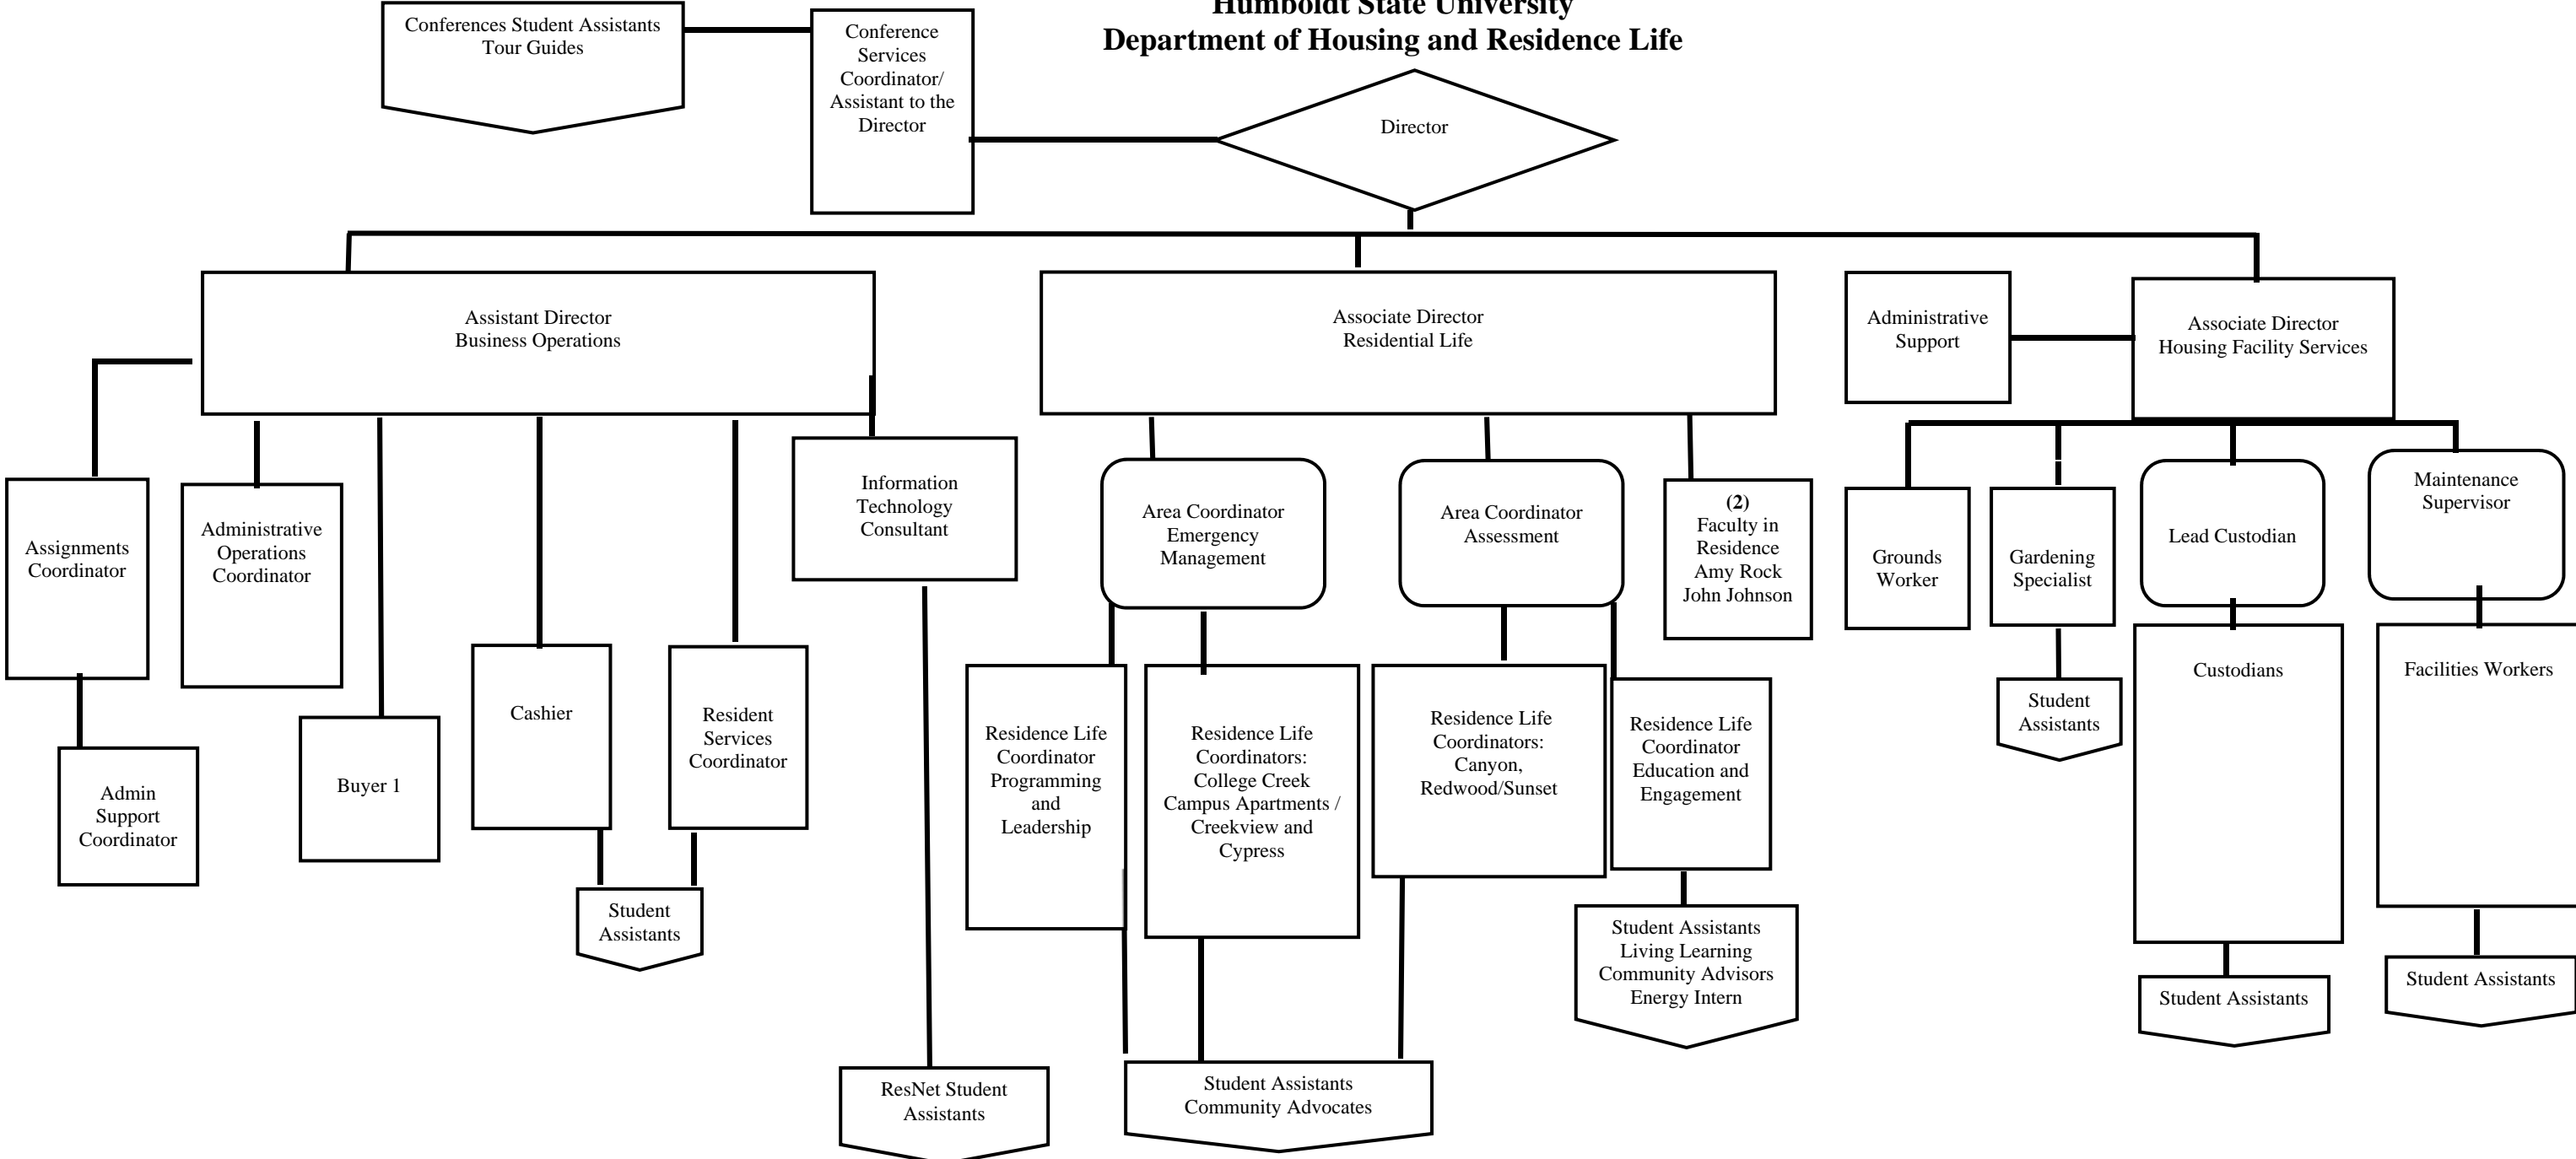 Humboldt State University
Department of Housing and Residence Life
Conferences Student Assistants
Tour Guides
Conference
Services
Coordinator/
Assistant to the
Director
Director
Assistant Director
Business Operations
Associate Director
Residential Life
Administrative
Support
Associate Director
Housing Facility Services
Assignments
Coordinator
Administrative
Operations
Coordinator
Information
Technology
Consultant
Area Coordinator
Emergency
Management
Area Coordinator
Assessment
(2)
Faculty in
Residence
Amy Rock
John Johnson
Grounds
Worker
Gardening
Specialist
Lead Custodian
Maintenance
Supervisor
Admin
Support
Coordinator
Buyer 1
Cashier
Resident
Services
Coordinator
Residence Life
Coordinator
Programming
and
Leadership
Residence Life
Coordinators:
College Creek
Campus Apartments /
Creekview and
Cypress
Residence Life
Coordinators:
Canyon,
Redwood/Sunset
Residence Life
Coordinator
Education and
Engagement
Student
Assistants
Custodians
Facilities Workers
Student
Assistants
Student Assistants
Living Learning
Community Advisors
Energy Intern
Student Assistants
Student Assistants
ResNet Student
Assistants
Student Assistants
Community Advocates